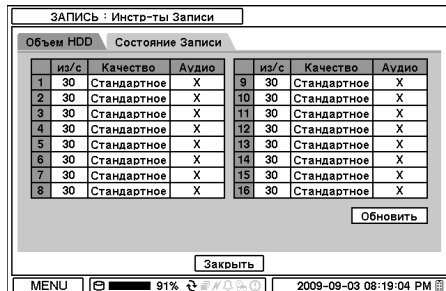 ЗАПИСЬ : Инстр-ты Записи
Объем HDD Состояние Записи
из/с Качество Аудио из/с Качество Аудио
1 30 Стандартное X 9 30 Стандартное X
2 30 Стандартное X 10 30 Стандартное X
3 30 Стандартное X 11 30 Стандартное X
4 30 Стандартное X 12 30 Стандартное X
5 30 Стандартное X 13 30 Стандартное X
6 30 Стандартное X 14 30 Стандартное X
7 30 Стандартное X 15 30 Стандартное X
8 30 Стандартное X 16 30 Стандартное X
Обновить
Закрыть
MENU 91% 2009-09-03 08:19:04 PM